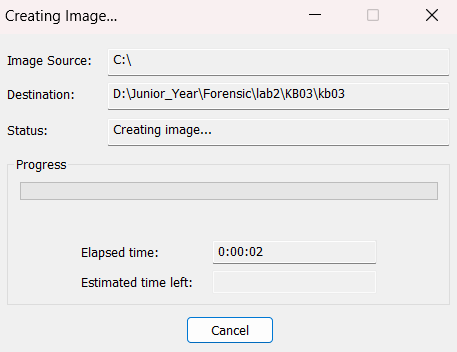 Creating Image...
Image Source: C:\
Destination: D:\Junior_Year\Forensic\lab2\KB03\kb03
Status: Creating image...
Progress
Elapsed time: 0:00:02
Estimated time left:
Cancel